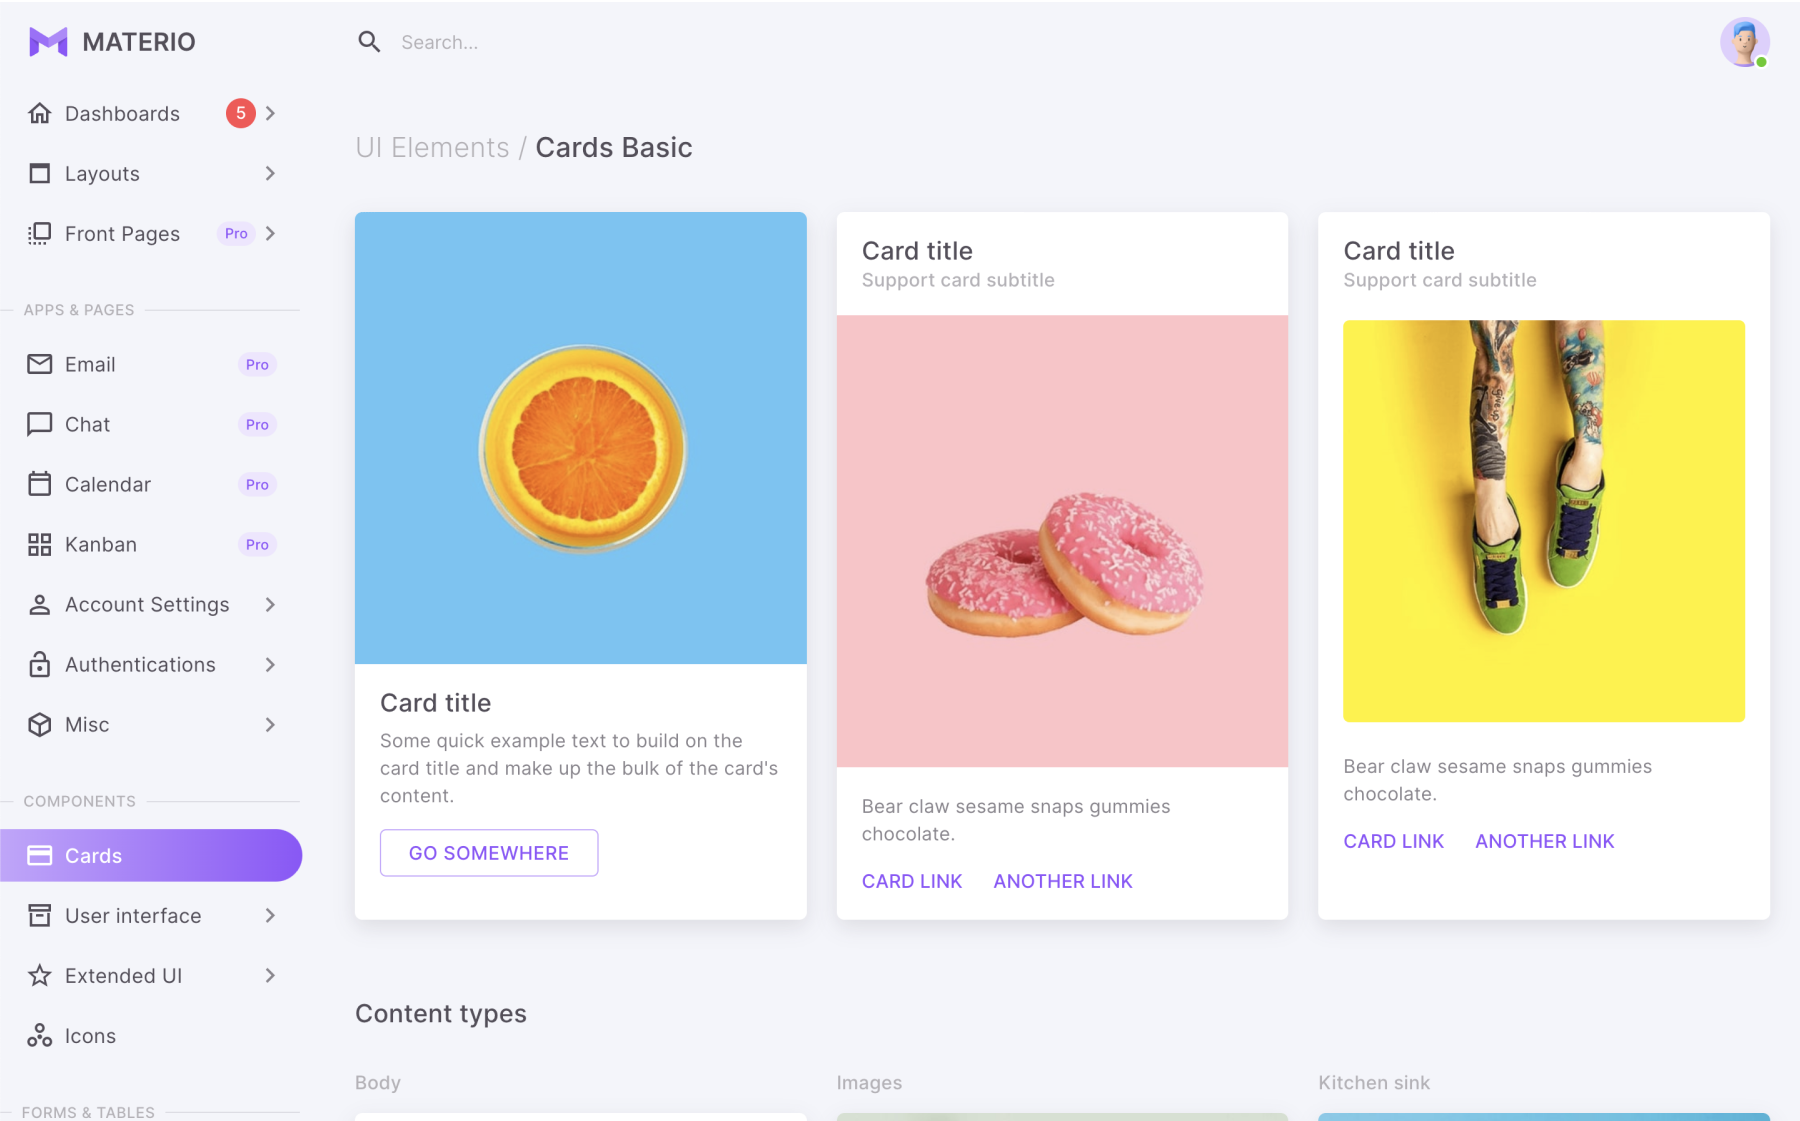 MATERIO
Search...
Dashboards 5
Layouts
Front Pages Pro
APPS & PAGES
Email Pro
Chat Pro
Calendar Pro
Kanban Pro
Account Settings
Authentications
Misc
COMPONENTS
Cards
User interface
Extended UI
Icons
FORMS & TABLES
UI Elements / Cards Basic
Card title
Some quick example text to build on the
card title and make up the bulk of the card's
content.
GO SOMEWHERE
Card title
Support card subtitle
Bear claw sesame snaps gummies
chocolate.
CARD LINK ANOTHER LINK
Card title
Support card subtitle
Give up
Bear claw sesame snaps gummies
chocolate.
CARD LINK ANOTHER LINK
Content types
Body
Images
Kitchen sink